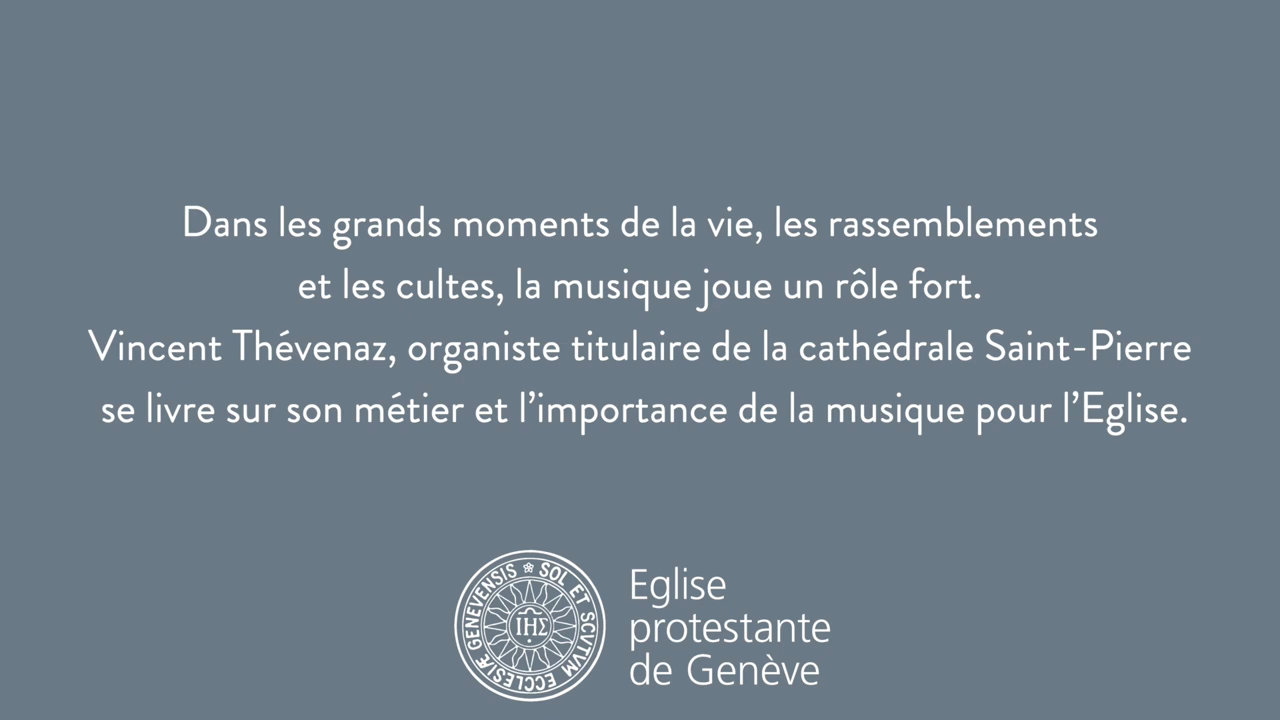 Dans les grands moments de la vie, les rassemblements
et les cultes, la musique joue un rôle fort.
Vincent Thévenaz, organiste titulaire de la cathédrale Saint-Pierre
se livre sur son métier et l’importance de la musique pour l’Eglise.
SOL ET SCVTVM ECCLESIÆ GENEVENSIS
IHΣ
Eglise
protestante
de Genève